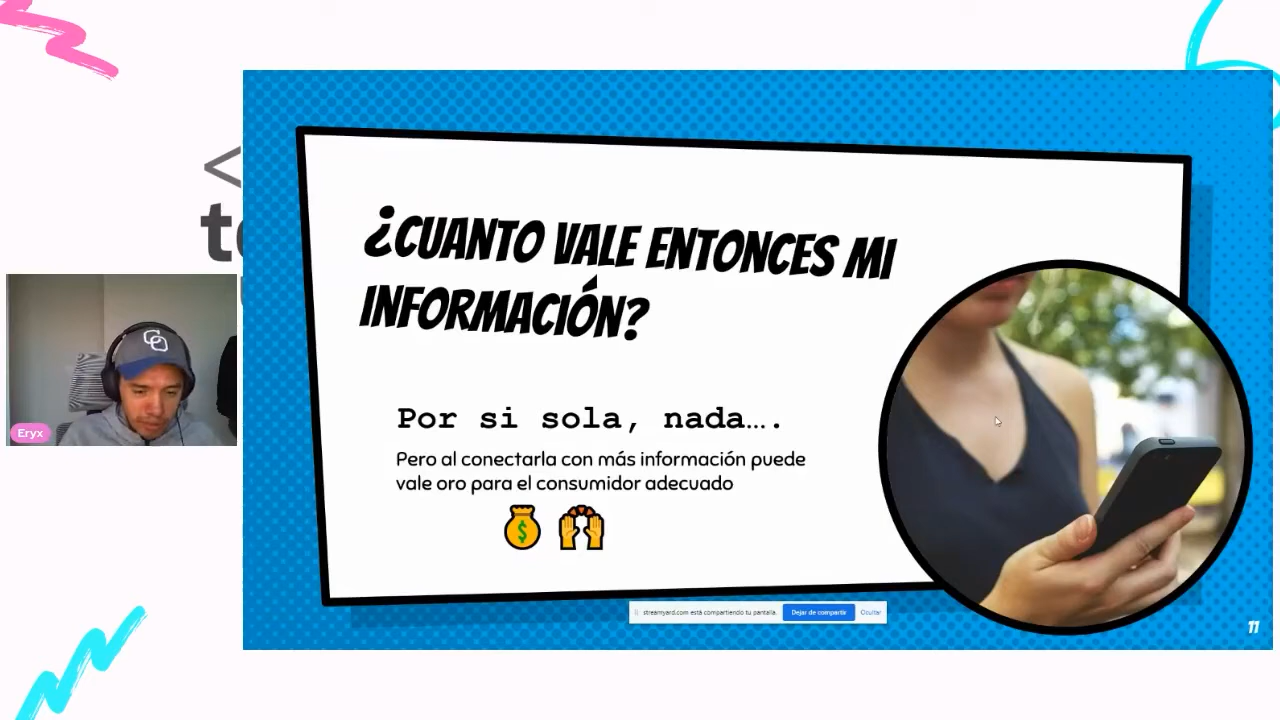 ¿CUANTO VALE ENTONCES MI
INFORMACIÓN?
Por si sola, nada….
Pero al conectarla con más información puede
vale oro para el consumidor adecuado
streamyard.com está compartiendo tu pantalla.
Dejar de compartir
Ocultar
11
Eryx